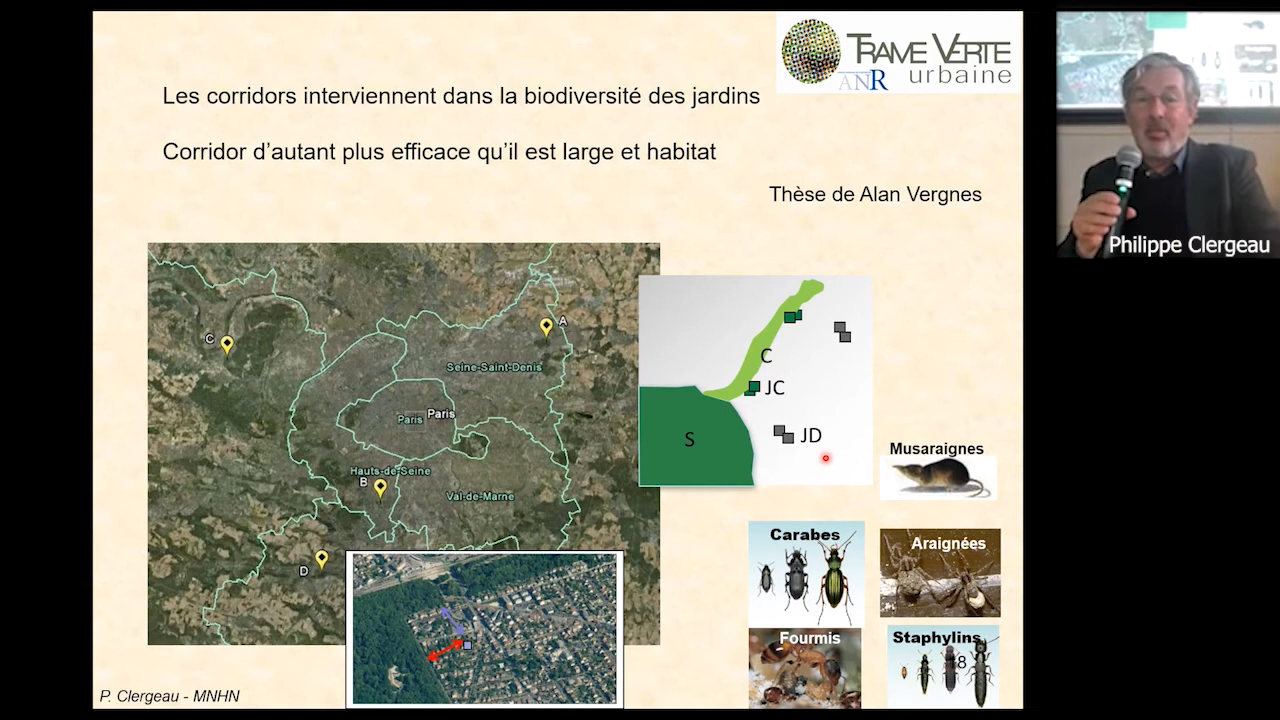 TRAME VERTE
ANR urbaine
Les corridors interviennent dans la biodiversité des jardins
Corridor d'autant plus efficace qu'il est large et habitat
Thèse de Alan Vergnes
Philippe Clergeau
A
C
Seine-Saint-Denis
Paris
Paris
Hauts-de-Seine
B
Val-de-Marne
D
C
JC
S
JD
Musaraignes
Carabes
Araignées
Fourmis
Staphylins
8
P. Clergeau - MNHN